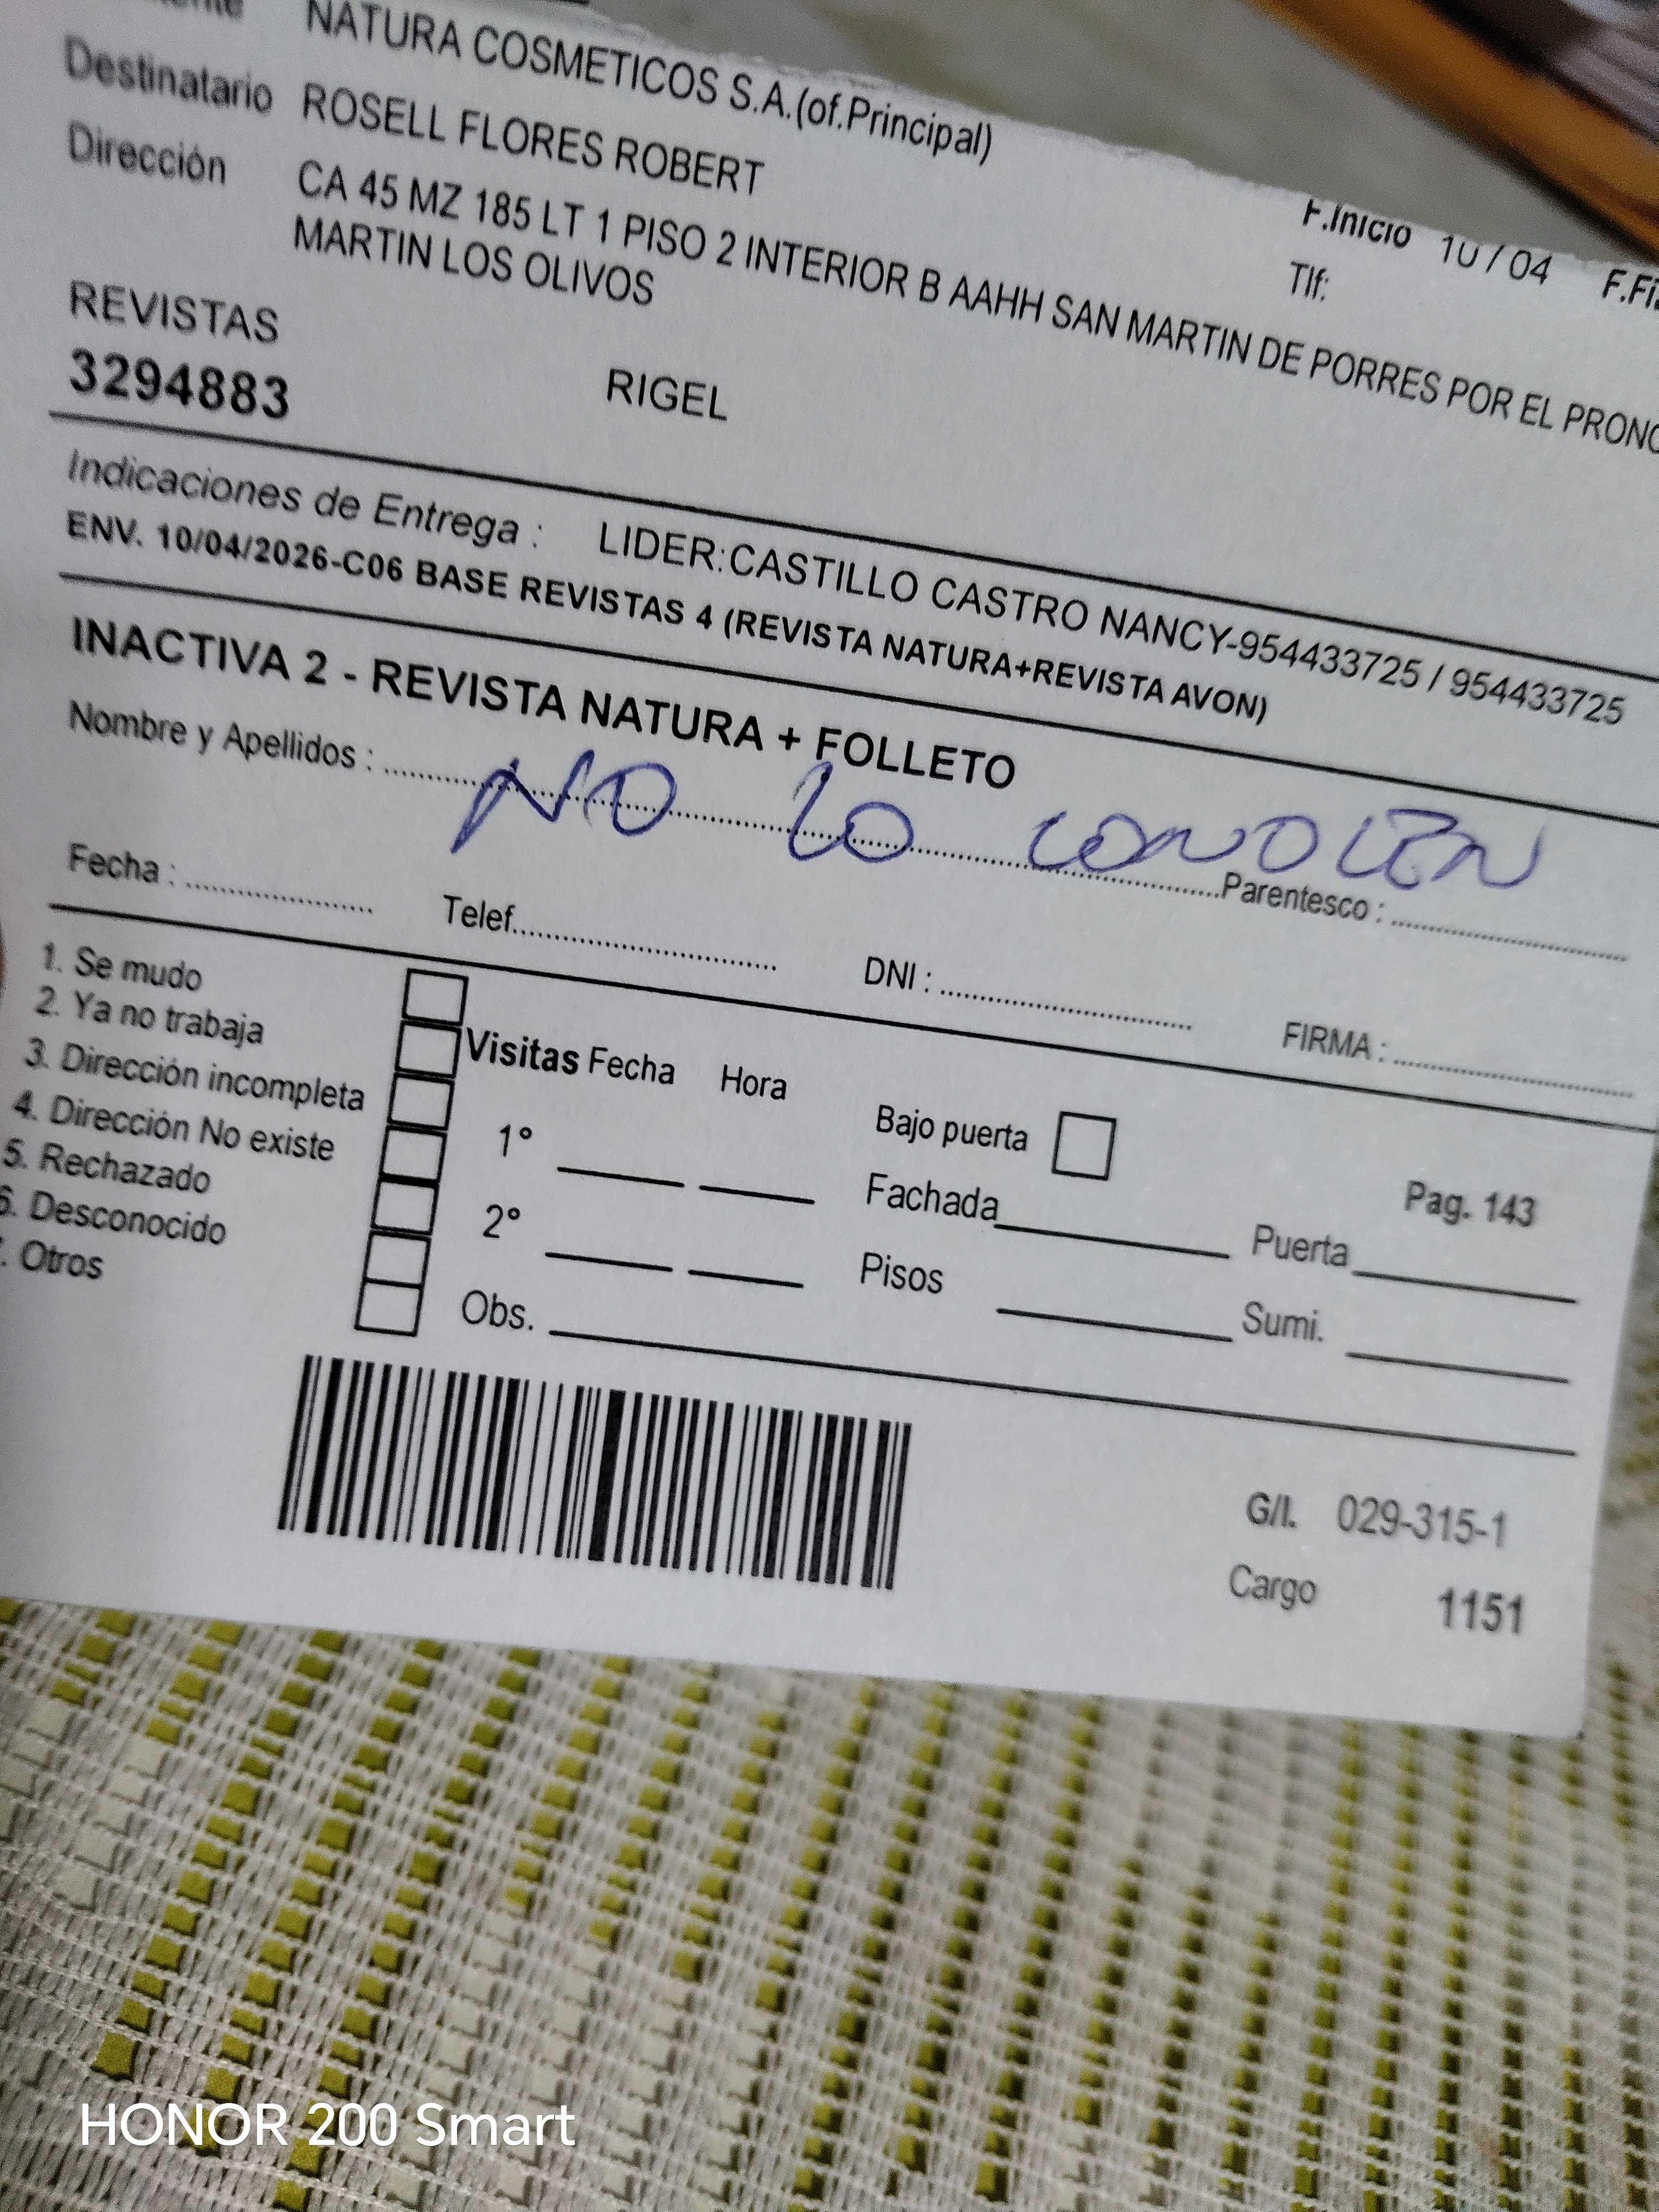 NATURA COSMETICOS S.A.(of.Principal)
Destinatario ROSELL FLORES ROBERT
Dirección CA 45 MZ 185 LT 1 PISO 2 INTERIOR B AAHH SAN MARTIN DE PORRES POR EL
MARTIN LOS OLIVOS
F.Inicio 10 / 04
Tlf:
REVISTAS
3294883 RIGEL
Indicaciones de Entrega : LIDER:CASTILLO CASTRO NANCY-954433725 / 954433725
ENV. 10/04/2026-C06 BASE REVISTAS 4 (REVISTA NATURA+REVISTA AVON)
INACTIVA 2 - REVISTA NATURA + FOLLETO
Nombre y Apellidos : NO LO CONOCEN Parentesco :
Fecha : Telef. DNI : FIRMA :
1. Se mudo
2. Ya no trabaja
3. Dirección incompleta
4. Dirección No existe
5. Rechazado
6. Desconocido
. Otros
Visitas Fecha Hora
1°
2°
Obs.
Bajo puerta
Fachada Puerta
Pisos Sumi.
Pag. 143
G/I. 029-315-1
Cargo 1151
HONOR 200 Smart